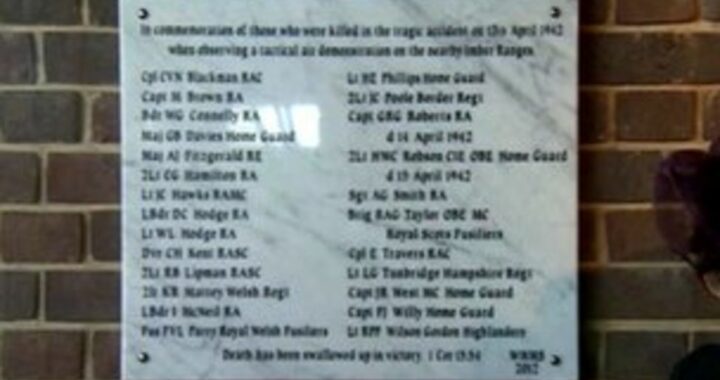 In commemoration of those who were killed in the tragic accident on 13th April 1942
when observing a tactical air demonstration on the nearby Imber Ranges
Cpl CVN Blackman RAC
Capt M Brown RA
Bdr WG Connelly RA
Maj GB Davies Home Guard
Maj AJ Fitzgerald RE
2Lt CG Hamilton RA
Lt JC Hawks RAMC
LBdr DC Hodge RA
Lt WL Hodge RA
Dvr CH Kent RASC
2Lt RB Lipman RASC
2Lt KR Mattey Welsh Regt
LBdr I McNeil RA
Fus FVL Parry Royal Welsh Fusiliers
Lt HE Phillips Home Guard
2Lt JC Poole Border Regt
Capt GRG Roberts RA
d 14 April 1942
2Lt HWC Robson CIE OBE Home Guard
d 15 April 1942
Sgt AG Smith RA
Brig RAG Taylor OBE MC
Royal Scots Fusiliers
Cpl E Travers RAC
Lt LG Tunbridge Hampshire Regt
Capt JR West MC Home Guard
Capt FJ Willy Home Guard
Lt RPF Wilson Gordon Highlanders
Death has been swallowed up in victory. 1 Cor 15:54
2012